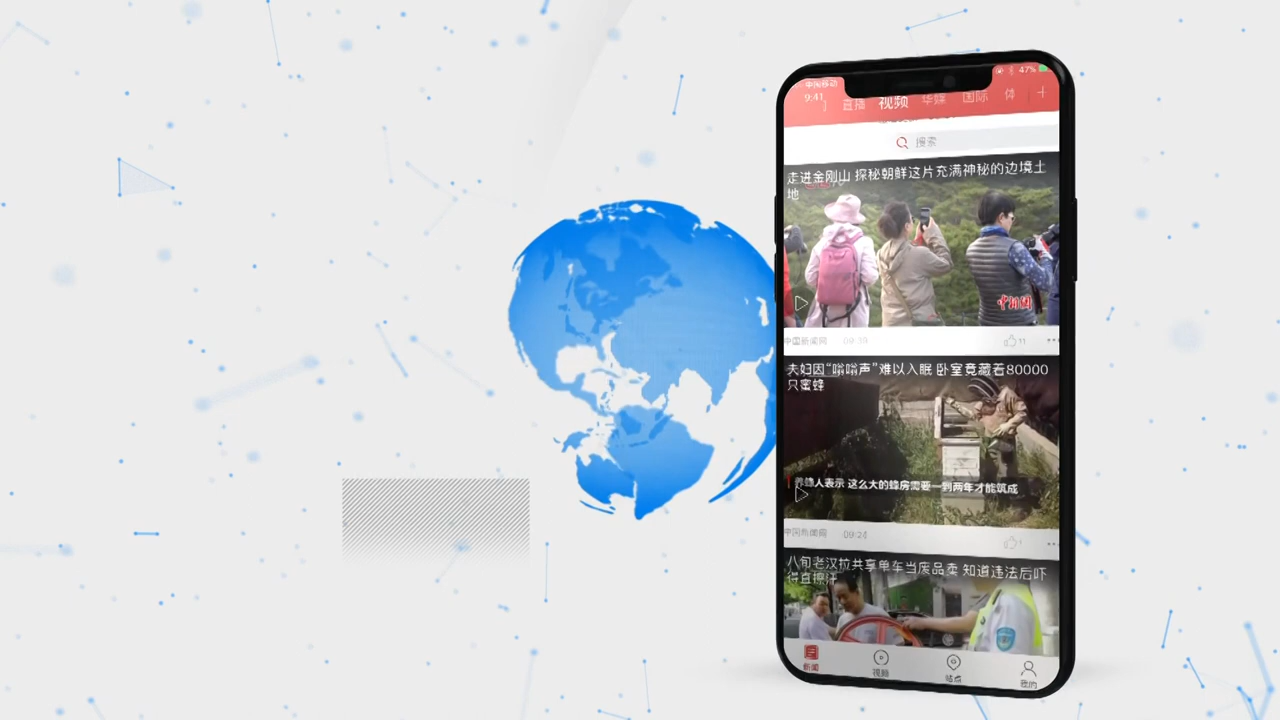 中国移动
9:41
47%
直播 视频 华媒 国际 体 +
搜索
走进金刚山 探秘朝鲜这片充满神秘的边境土
地
中新网
中国新闻网 09:39 11
夫妇因“嗡嗡声”难以入眠 卧室竟藏着80000
只蜜蜂
养蜂人表示 这么大的蜂房需要一到两年才能筑成
中国新闻网 09:24
八旬老汉拉共享单车当废品卖 知道违法后吓
得直擦汗
新闻 视频 站点 我的